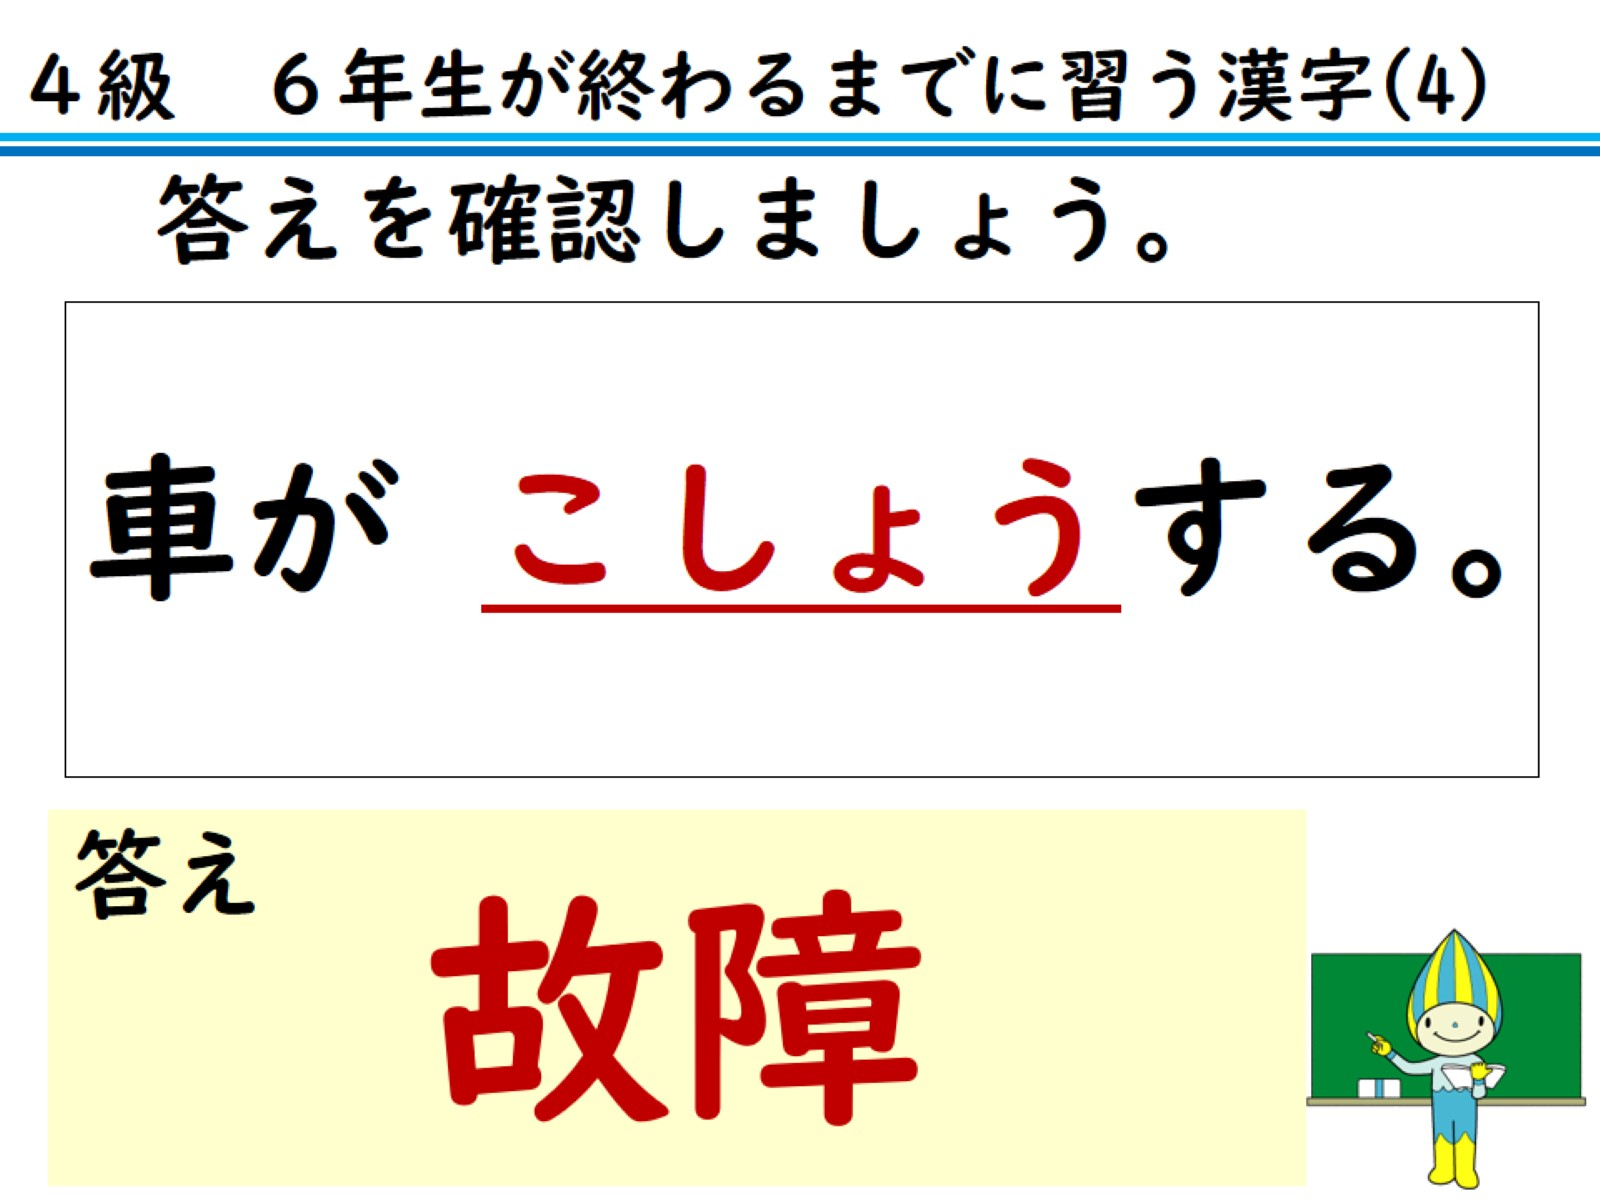 ４級　６年生が終わるまでに習う漢字(4)
答えを確認しましょう。
車が こしょうする。
答え
故障